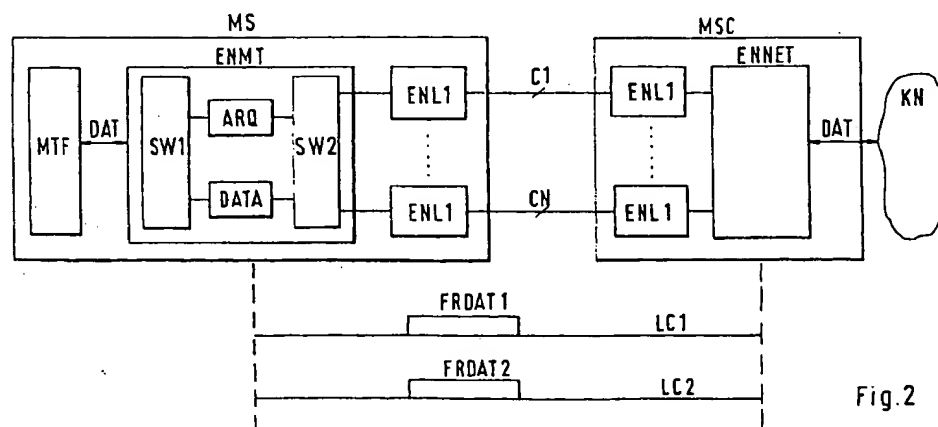 MS
MSC
ENMT
ENNET
KN
C1
ENL1
ENL1
ARQ
MTF
DAT
SW1
SW2
DAT
DATA
CN
ENL1
ENL1
FRDAT1
LC1
FRDAT2
LC2
Fig.2